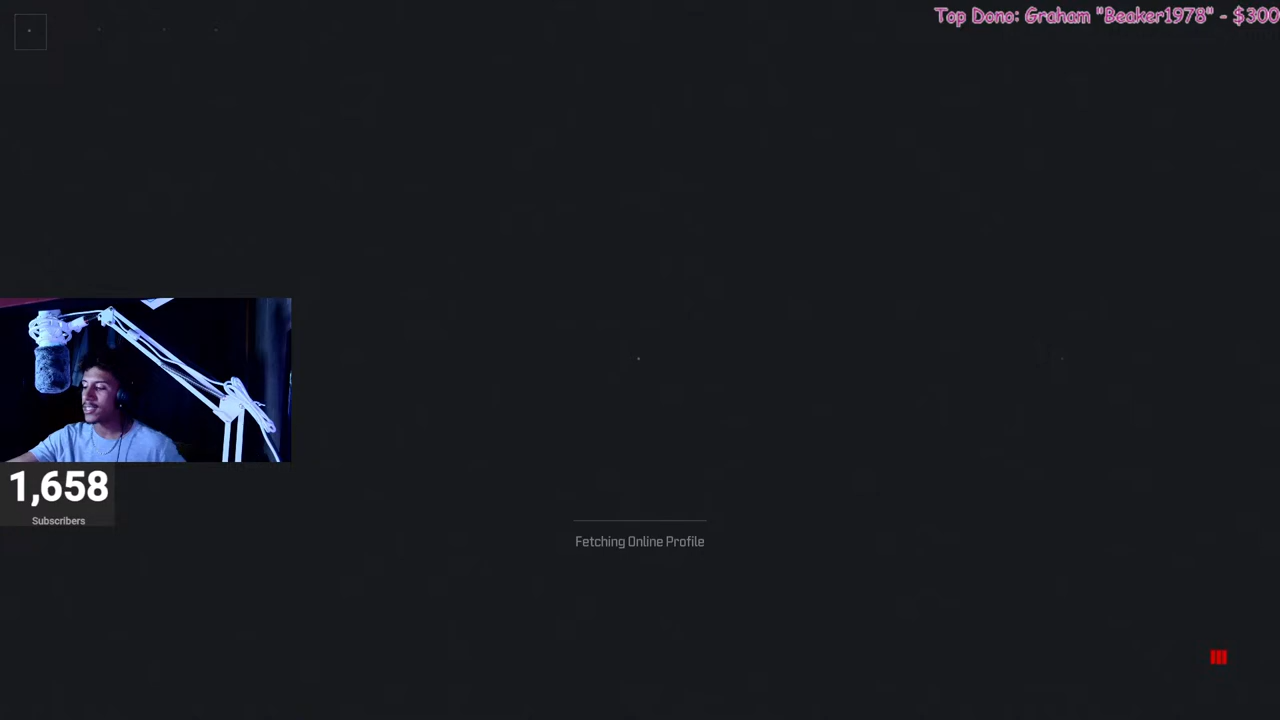 Top Dono: Graham "Beaker1978" - $300
1,658
Subscribers
Fetching Online Profile